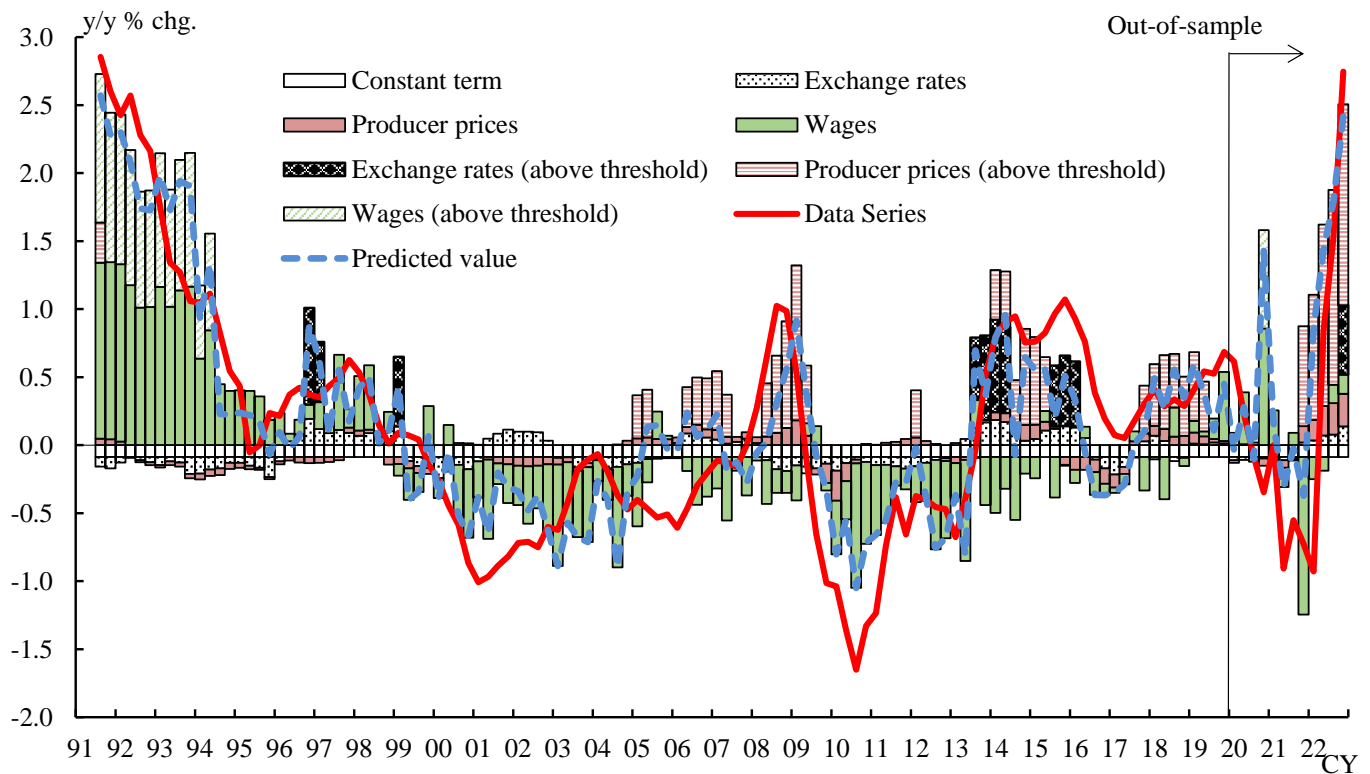 y/y % chg.
Out-of-sample
3.0
2.5
2.0
1.5
1.0
0.5
0.0
-0.5
-1.0
-1.5
-2.0
Constant term
Exchange rates
Producer prices
Wages
Exchange rates (above threshold)
Producer prices (above threshold)
Wages (above threshold)
Data Series
Predicted value
91 92 93 94 95 96 97 98 99 00 01 02 03 04 05 06 07 08 09 10 11 12 13 14 15 16 17 18 19 20 21 22
CY